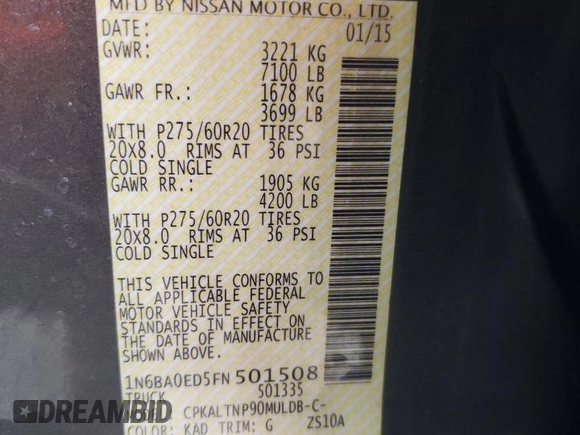 MFD BY NISSAN MOTOR CO., LTD.
DATE: 01/15
GVWR: 3221 KG
7100 LB
GAWR FR.: 1678 KG
3699 LB
WITH P275/60R20 TIRES
20X8.0 RIMS AT 36 PSI
COLD SINGLE
GAWR RR.: 1905 KG
4200 LB
WITH P275/60R20 TIRES
20X8.0 RIMS AT 36 PSI
COLD SINGLE
THIS VEHICLE CONFORMS TO
ALL APPLICABLE FEDERAL
MOTOR VEHICLE SAFETY
STANDARDS IN EFFECT ON
THE DATE OF MANUFACTURE
SHOWN ABOVE.
1N6BA0ED5FN501508
TRUCK 501335
CPKALTNP90MULDB-C-
COLOR: KAD TRIM: G ZS10A
RIDERSAFE